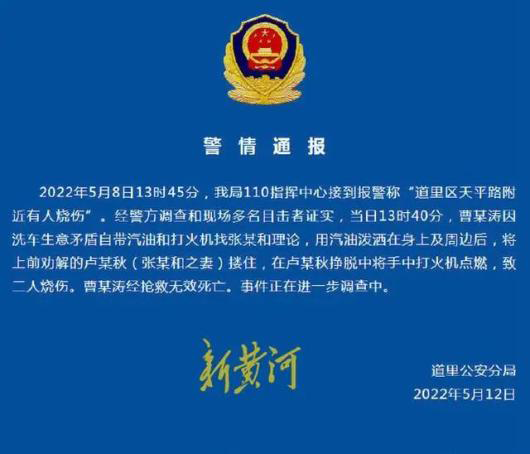 警情通报
2022年5月8日13时45分，我局110指挥中心接到报警称“道里区天平路附
近有人烧伤”。经警方调查和现场多名目击者证实，当日13时40分，曹某涛因
洗车生意矛盾自带汽油和打火机找张某和理论，用汽油泼洒在身上及周边后，将
上前劝解的卢某秋（张某和之妻）搂住，在卢某秋挣脱中将手中打火机点燃，致
二人烧伤。曹某涛经抢救无效死亡。事件正在进一步调查中。
新黄河
道里公安分局
2022年5月12日